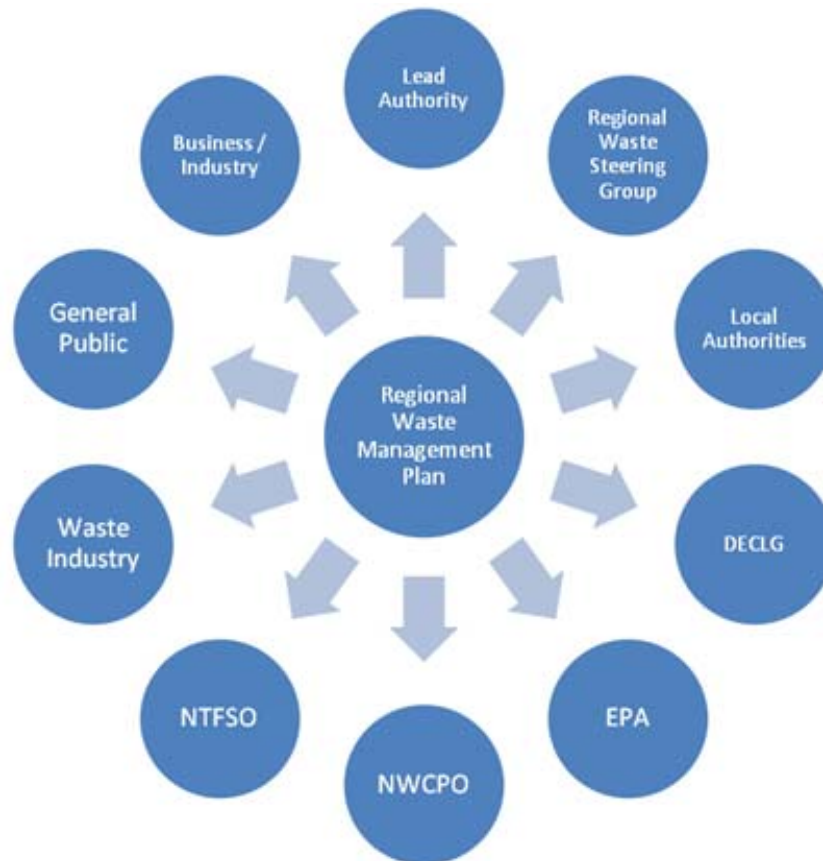 Lead
Authority
Regional
Waste
Steering
Group
Local
Authorities
DECLG
EPA
NWCPO
NTFSO
Waste
Industry
General
Public
Business /
Industry
Regional
Waste
Management
Plan